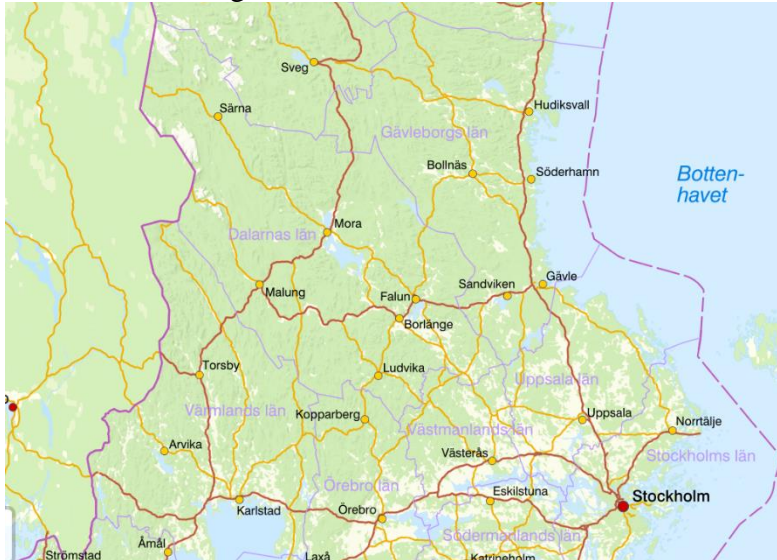 Sveg
Särna
Hudiksvall
Gävleborgs län
Bollnäs
Söderhamn
Botten-
havet
Mora
Dalarnas län
Malung
Sandviken
Gävle
Falun
Borlänge
Torsby
Ludvika
Uppsala län
Värmlands län
Kopparberg
Västmanlands län
Uppsala
Norrtälje
Arvika
Västerås
Stockholms län
Örebro län
Eskilstuna
Stockholm
Karlstad
Örebro
Södermanlands län
Åmål
Strömstad
Laxå
Katrineholm